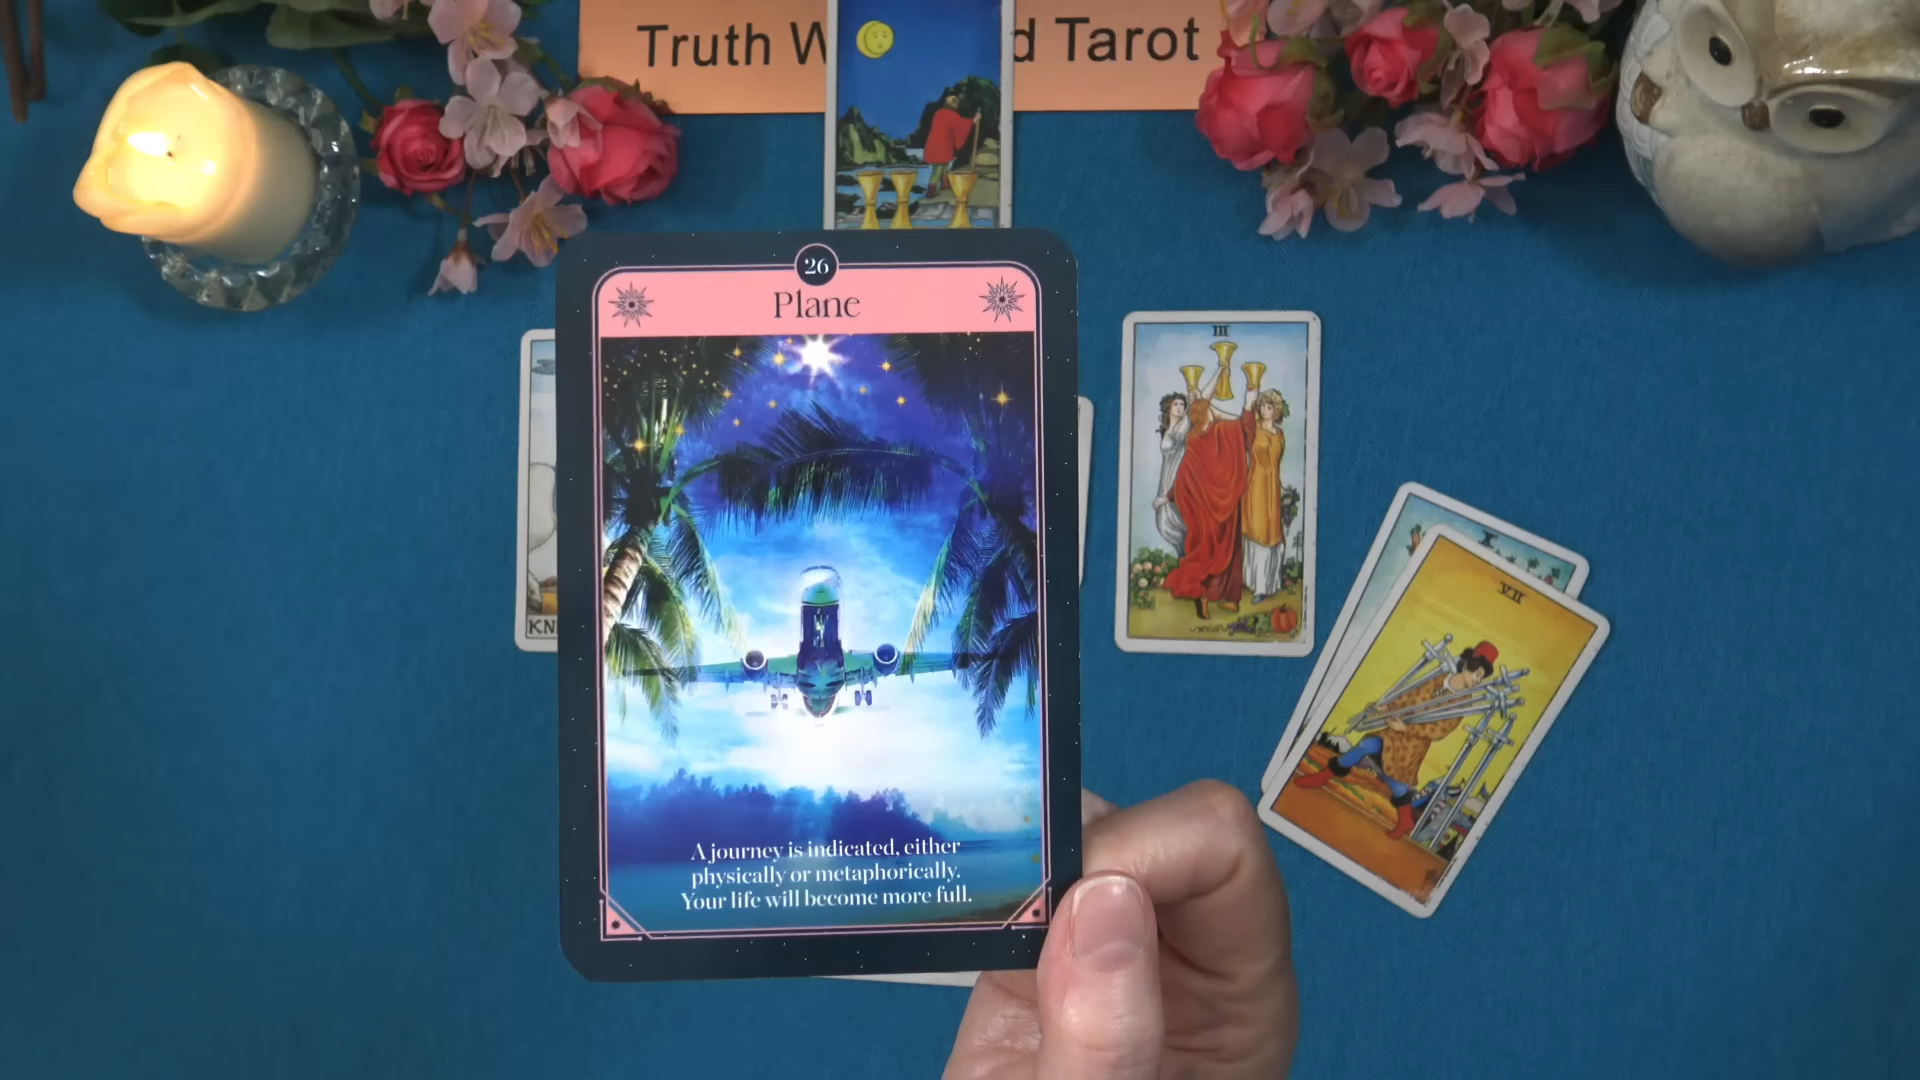 Truth W d Tarot
26
Plane
III
VII
KN
A journey is indicated, either
physically or metaphorically.
Your life will become more full.